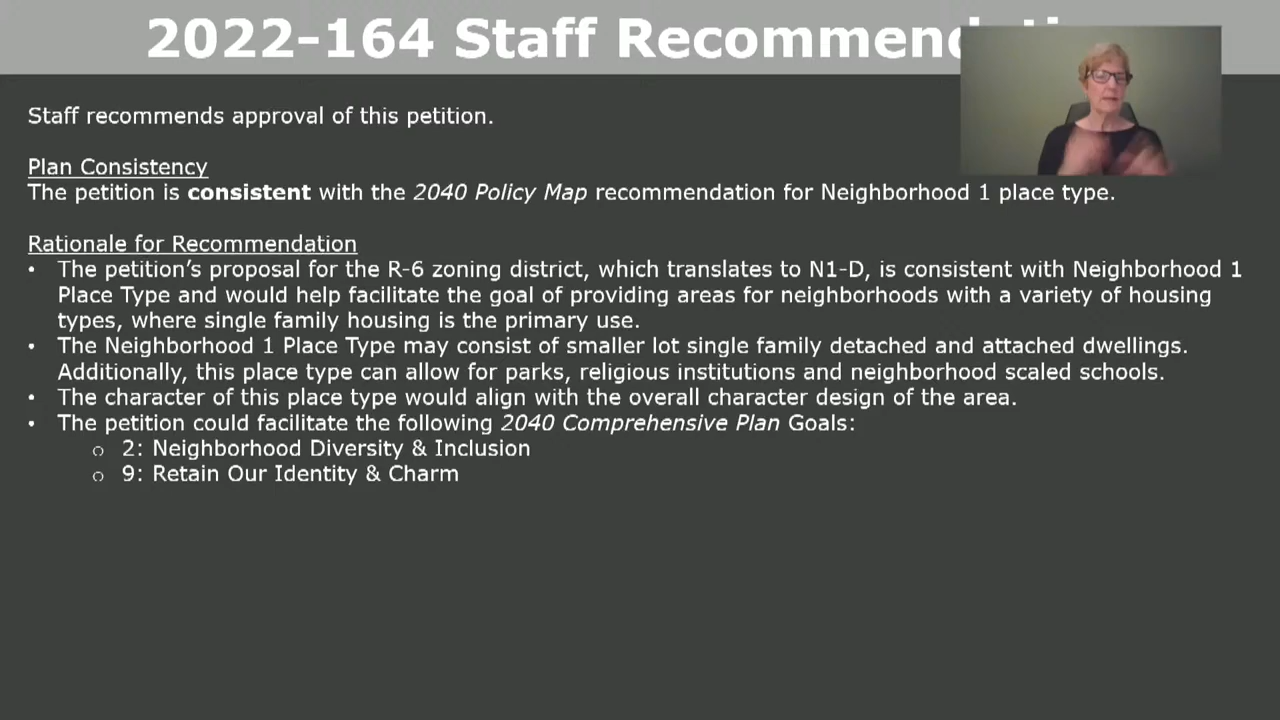 2022-164 Staff Recommendati
Staff recommends approval of this petition.
Plan Consistency
The petition is consistent with the 2040 Policy Map recommendation for Neighborhood 1 place type.
Rationale for Recommendation
• The petition’s proposal for the R-6 zoning district, which translates to N1-D, is consistent with Neighborhood 1
Place Type and would help facilitate the goal of providing areas for neighborhoods with a variety of housing
types, where single family housing is the primary use.
• The Neighborhood 1 Place Type may consist of smaller lot single family detached and attached dwellings.
Additionally, this place type can allow for parks, religious institutions and neighborhood scaled schools.
• The character of this place type would align with the overall character design of the area.
• The petition could facilitate the following 2040 Comprehensive Plan Goals:
o 2: Neighborhood Diversity & Inclusion
o 9: Retain Our Identity & Charm